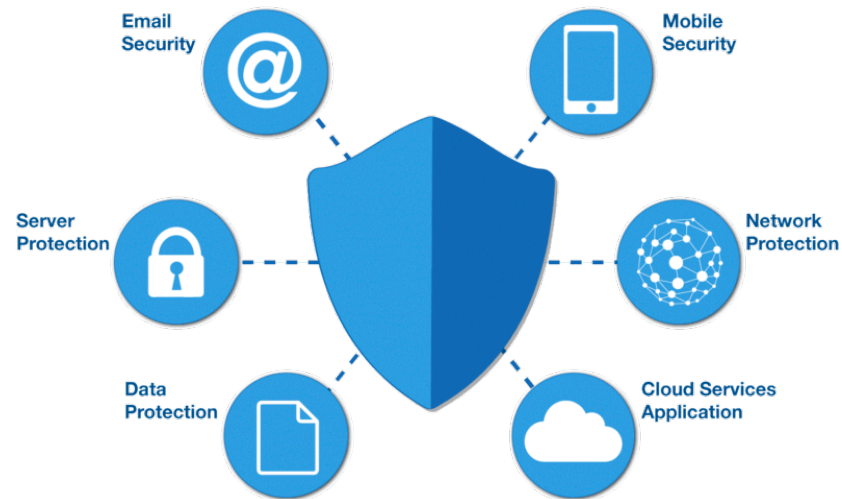 Email
Security
Mobile
Security
Server
Protection
Network
Protection
Data
Protection
Cloud Services
Application